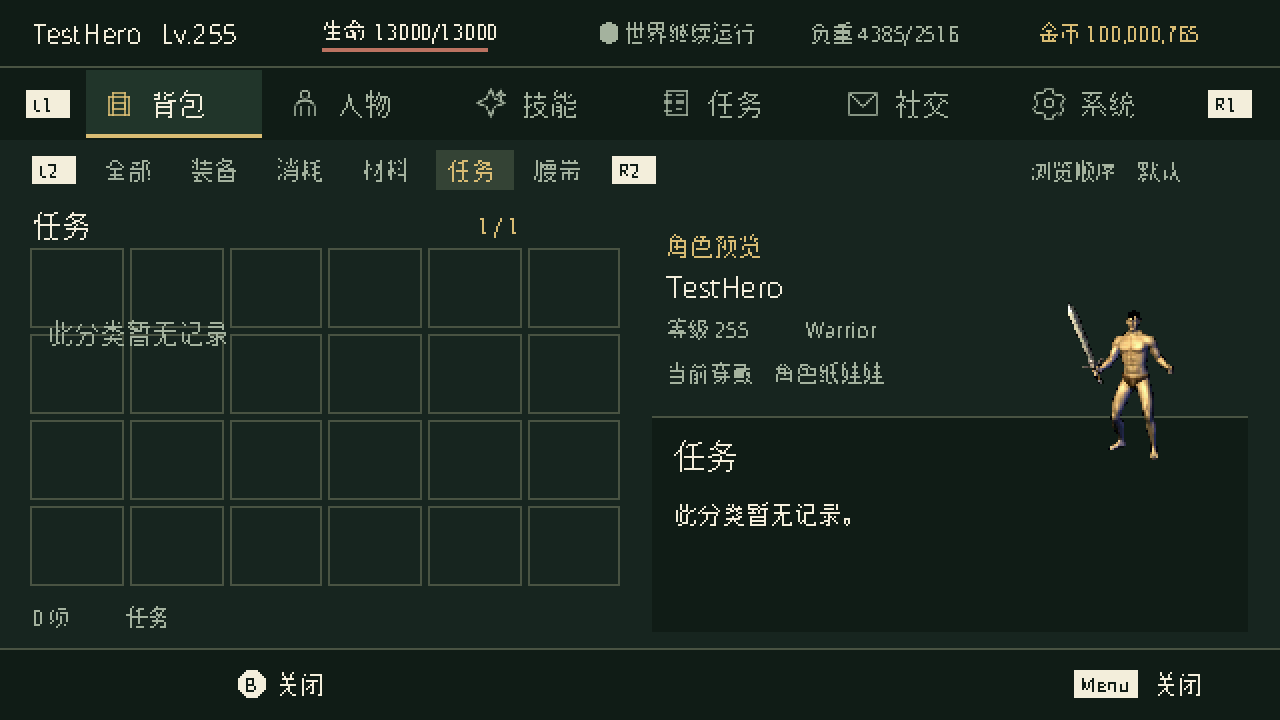 TestHero Lv.255 生命 13000/13000 世界继续运行 负重4385/2516 金币 100,000,765
L1 背包 人物 技能 任务 社交 系统 R1
L2 全部 装备 消耗 材料 任务 腰带 R2 浏览顺序 默认
任务 1/1
此分类暂无记录
0 项 任务
角色预览
TestHero
等级 255 Warrior
当前穿戴 角色纸娃娃
任务
此分类暂无记录。
B 关闭 Menu 关闭